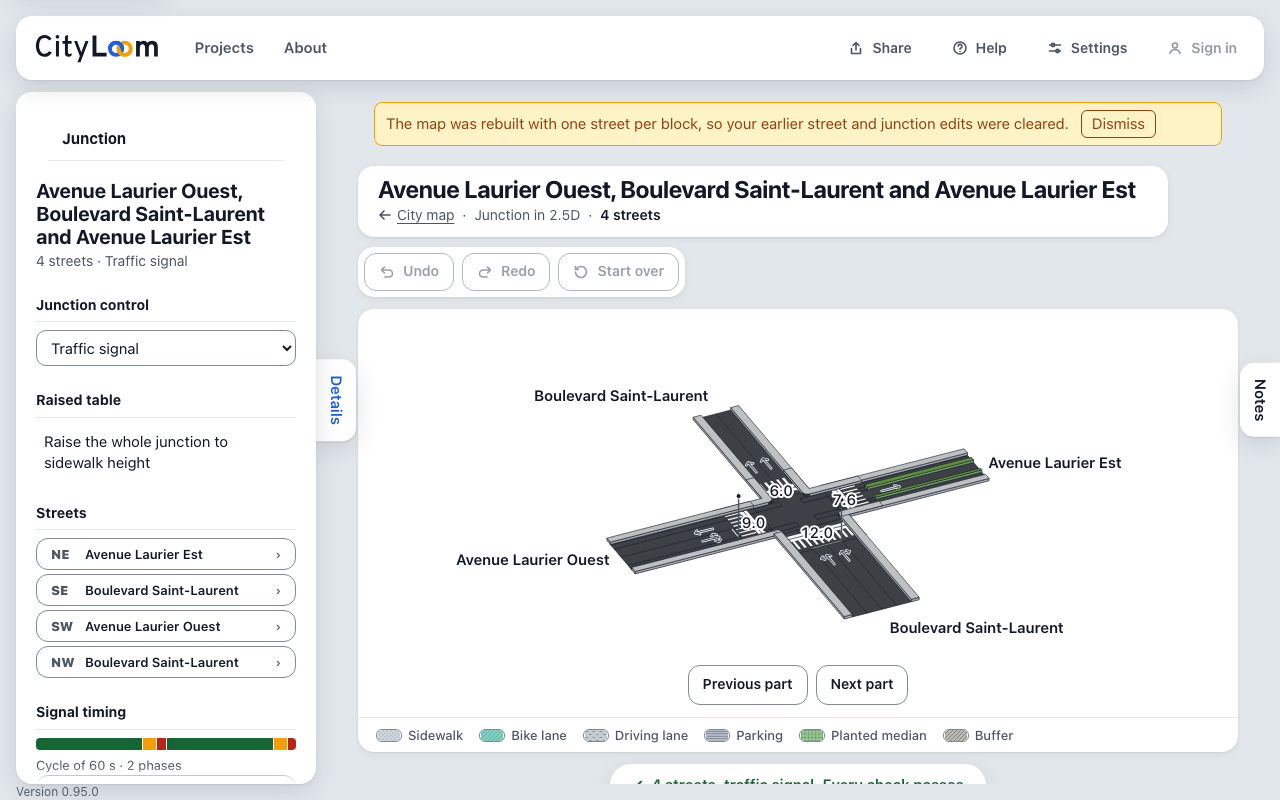 CityLoom
Projects
About
Share
Help
Settings
Sign in
Junction
Avenue Laurier Ouest,
Boulevard Saint-Laurent
and Avenue Laurier Est
4 streets · Traffic signal
Junction control
Traffic signal
Raised table
Raise the whole junction to
sidewalk height
Streets
NE Avenue Laurier Est ›
SE Boulevard Saint-Laurent ›
SW Avenue Laurier Ouest ›
NW Boulevard Saint-Laurent ›
Signal timing
Cycle of 60 s · 2 phases
Version 0.95.0
Details
The map was rebuilt with one street per block, so your earlier street and junction edits were cleared.
Dismiss
Avenue Laurier Ouest, Boulevard Saint-Laurent and Avenue Laurier Est
← City map · Junction in 2.5D · 4 streets
Undo
Redo
Start over
Boulevard Saint-Laurent
Avenue Laurier Est
6.0
7.6
9.0
12.0
Avenue Laurier Ouest
Boulevard Saint-Laurent
Previous part
Next part
Sidewalk
Bike lane
Driving lane
Parking
Planted median
Buffer
✓ 4 streets, traffic signal. Every check passes.
Notes